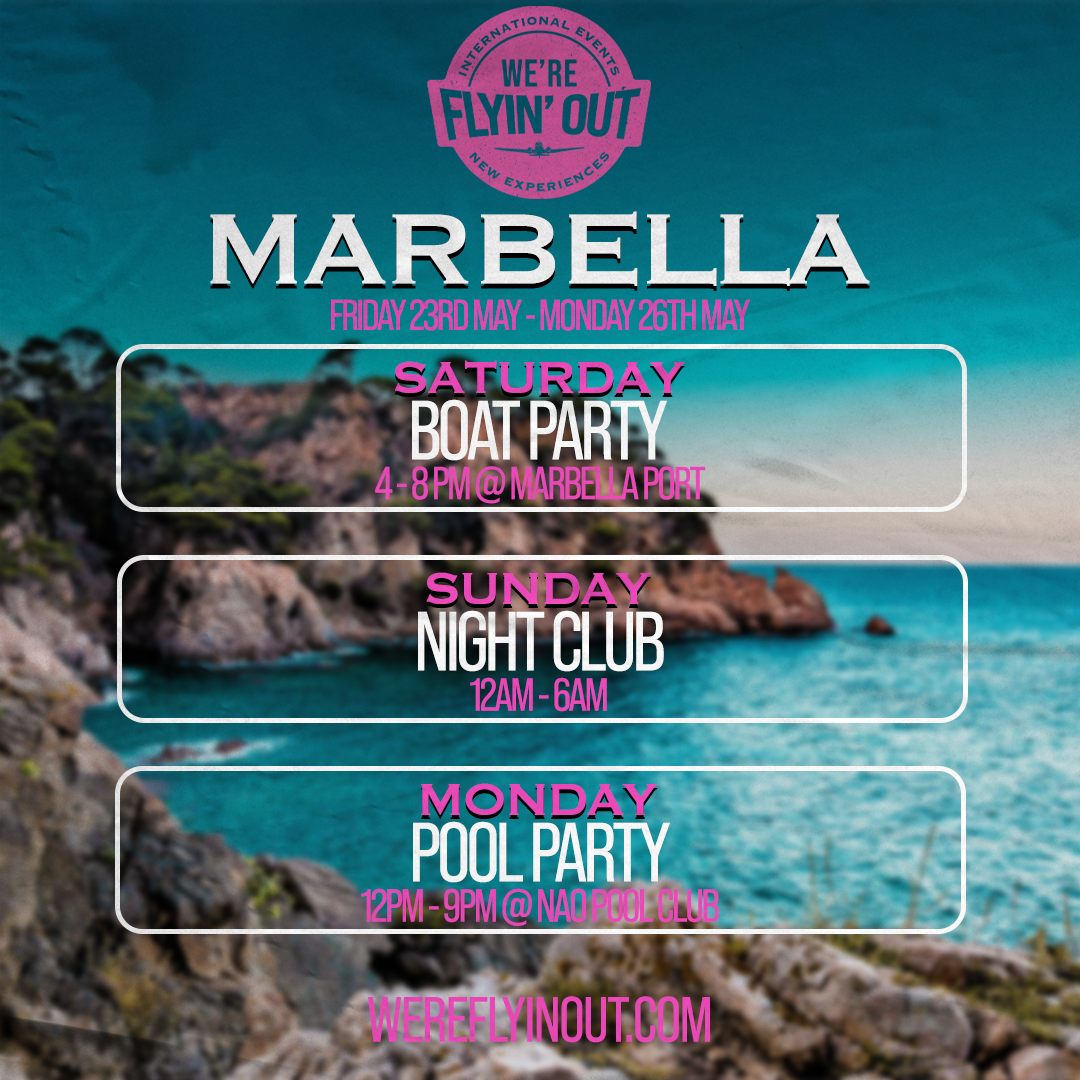 INTERNATIONAL EVENTS
WE'RE
FLYIN' OUT
NEW EXPERIENCES
MARBELLA
FRIDAY 23RD MAY - MONDAY 26TH MAY
SATURDAY
BOAT PARTY
4 - 8 PM @ MARBELLA PORT
SUNDAY
NIGHT CLUB
12AM - 6AM
MONDAY
POOL PARTY
12PM - 9PM @ NAO POOL CLUB
WEREFLYINOUT.COM